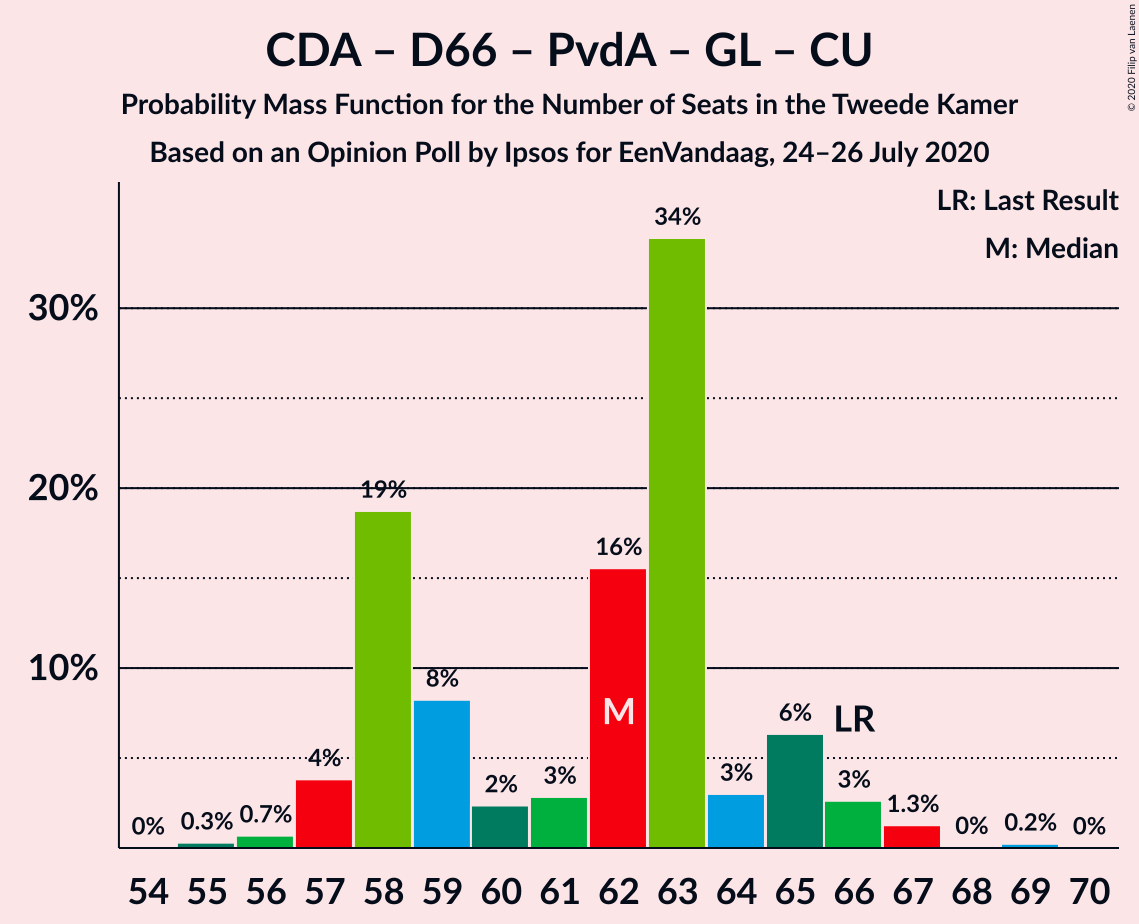 CDA – D66 – PvdA – GL – CU
Probability Mass Function for the Number of Seats in the Tweede Kamer
Based on an Opinion Poll by Ipsos for EenVandaag, 24–26 July 2020
© 2020 Filip van Laenen
LR: Last Result
M: Median
30%
20%
10%
0%
0.3%
0.7%
4%
19%
8%
2%
3%
16%
M
34%
3%
6%
LR
3%
1.3%
0%
0.2%
0%
54 55 56 57 58 59 60 61 62 63 64 65 66 67 68 69 70